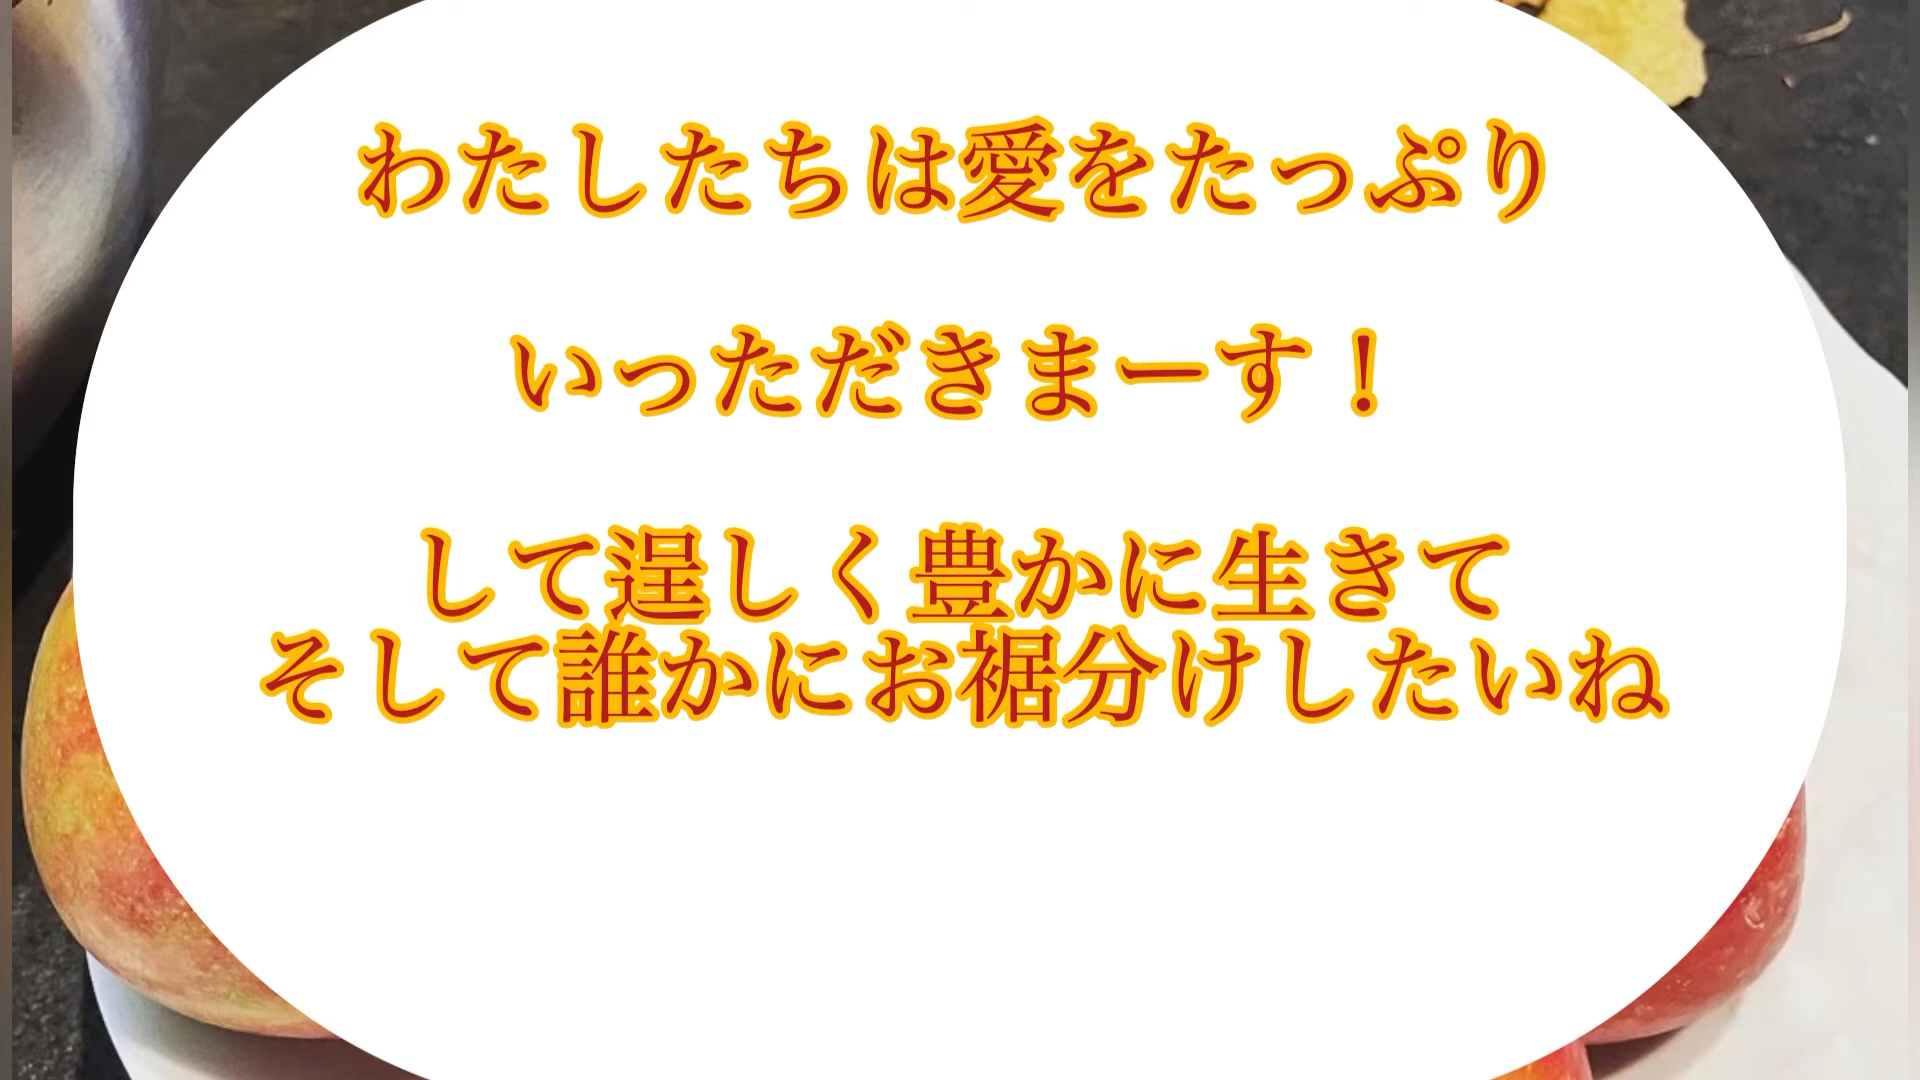 わたしたちは愛をたっぷり
いっただきまーす！
して逞しく豊かに生きて
そして誰かにお裾分けしたいね